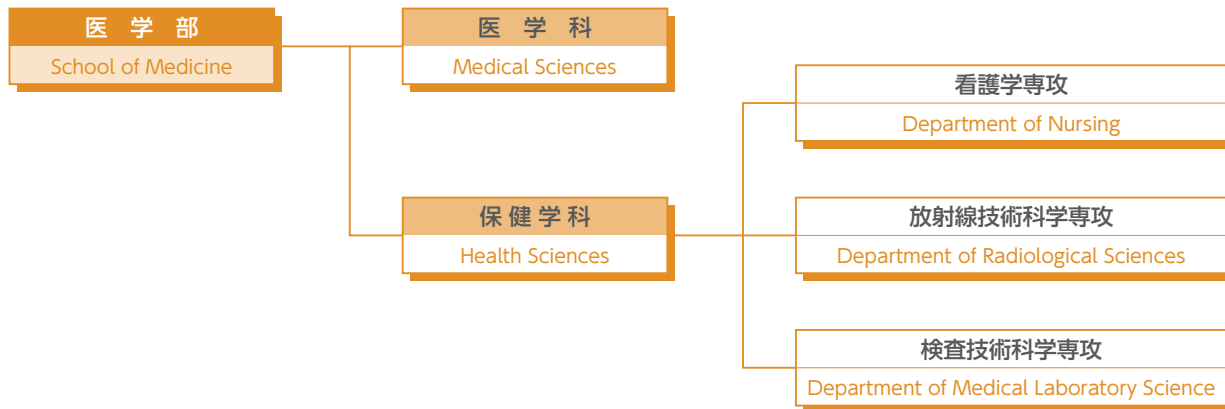 医学部
School of Medicine
医学科
Medical Sciences
保健学科
Health Sciences
看護学専攻
Department of Nursing
放射線技術科学専攻
Department of Radiological Sciences
検査技術科学専攻
Department of Medical Laboratory Science